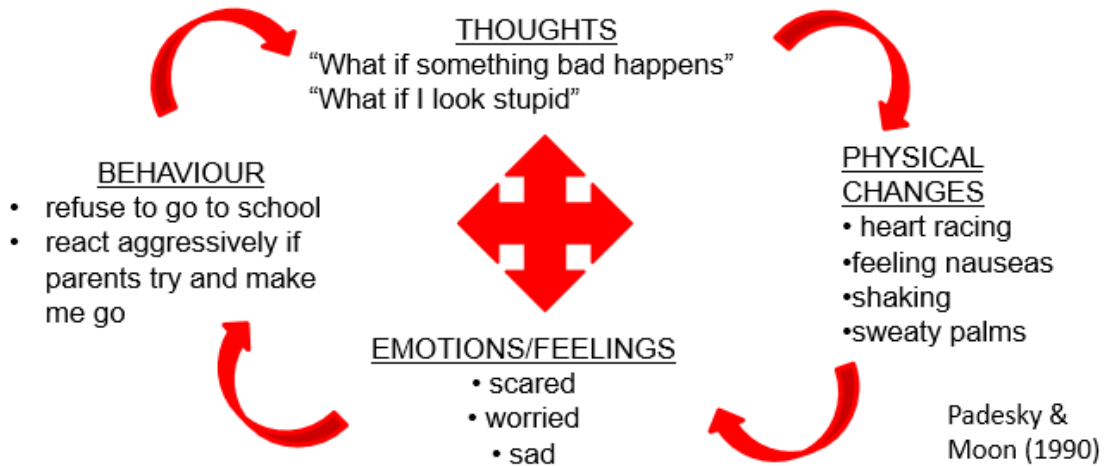 THOUGHTS
“What if something bad happens”
“What if I look stupid”
PHYSICAL
CHANGES
• heart racing
•feeling nauseas
•shaking
•sweaty palms
EMOTIONS/FEELINGS
• scared
• worried
• sad
BEHAVIOUR
• refuse to go to school
• react aggressively if
parents try and make
me go
Padesky &
Moon (1990)